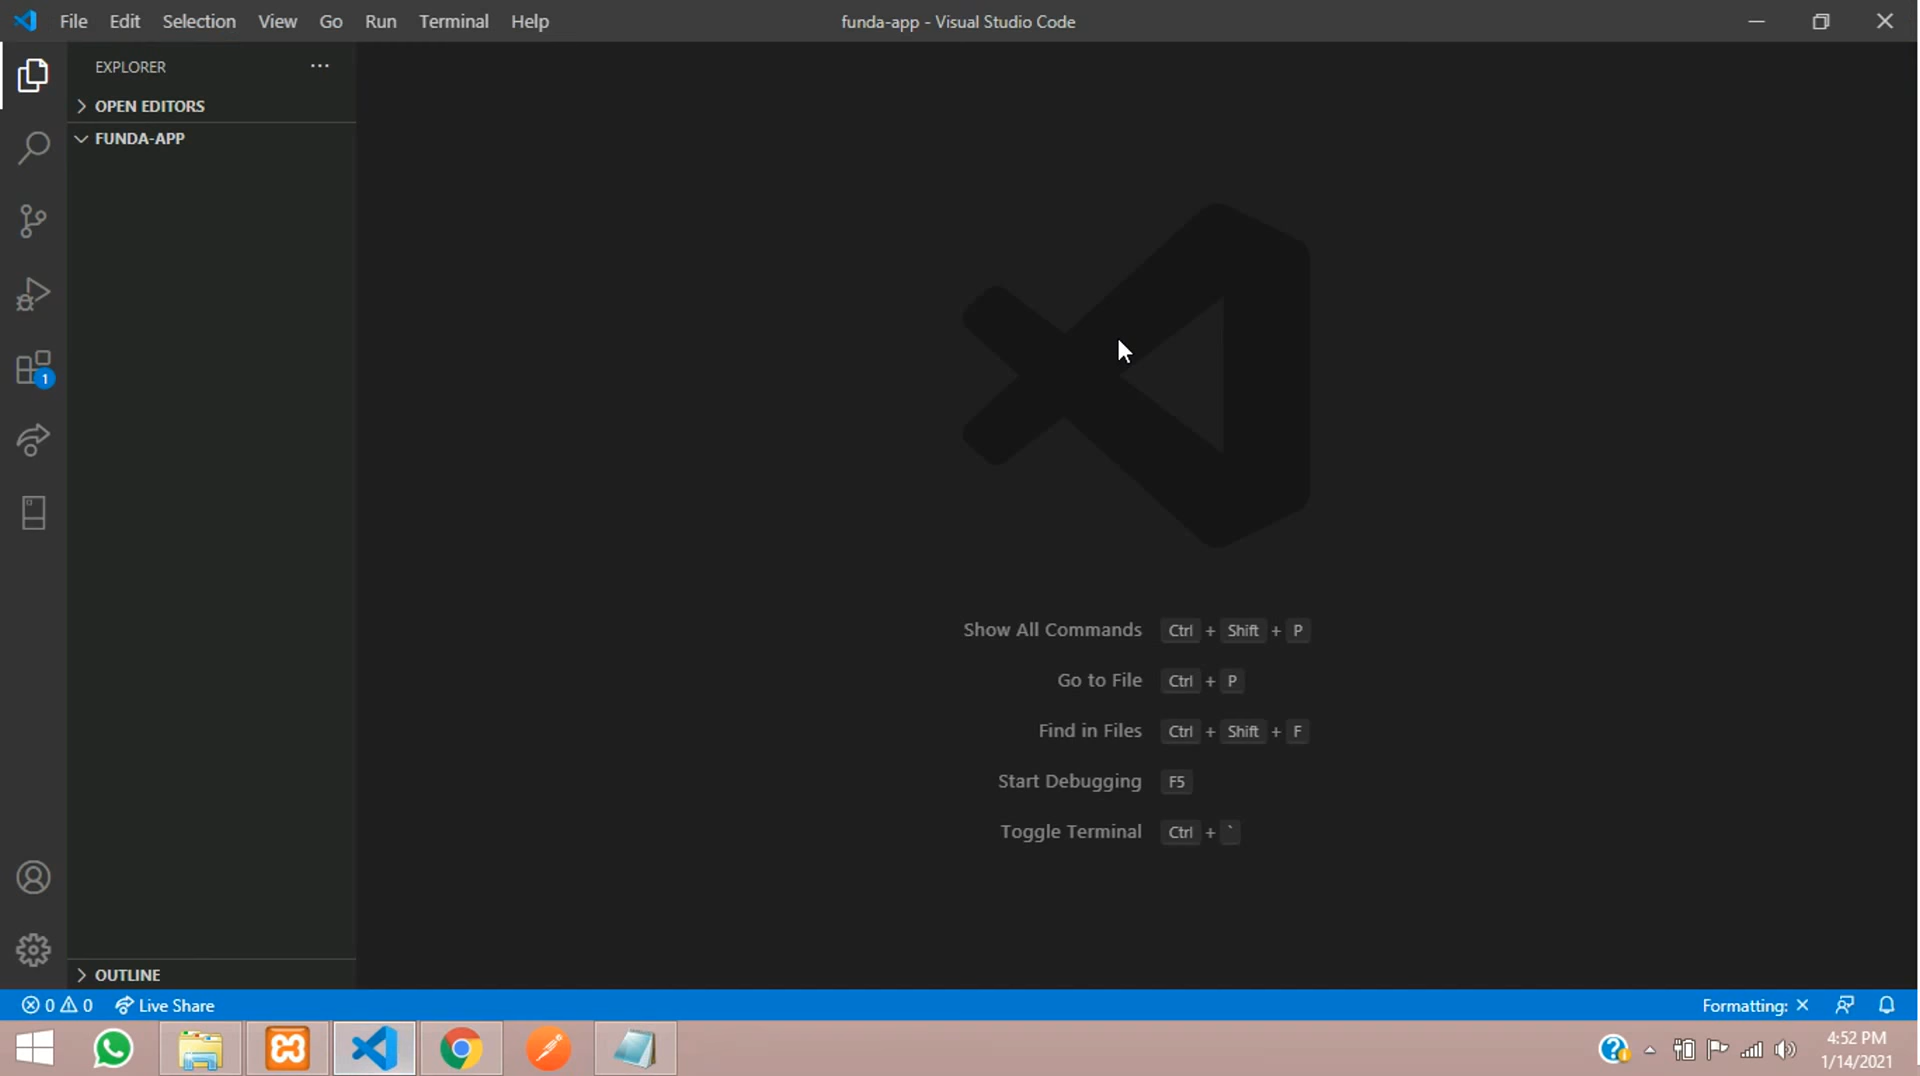 File Edit Selection View Go Run Terminal Help
funda-app - Visual Studio Code
EXPLORER
OPEN EDITORS
FUNDA-APP
1
Show All Commands Ctrl + Shift + P
Go to File Ctrl + P
Find in Files Ctrl + Shift + F
Start Debugging F5
Toggle Terminal Ctrl + `
OUTLINE
0 0 Live Share
Formatting: ×
4:52 PM
1/14/2021